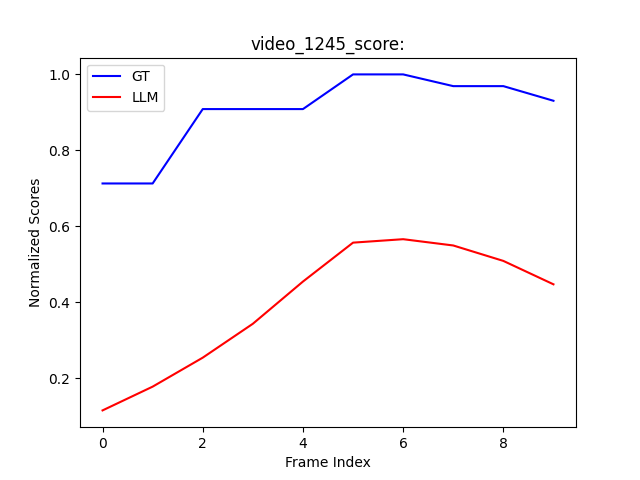 video_1245_score:
GT
LLM
Normalized Scores
1.0
0.8
0.6
0.4
0.2
0 2 4 6 8
Frame Index